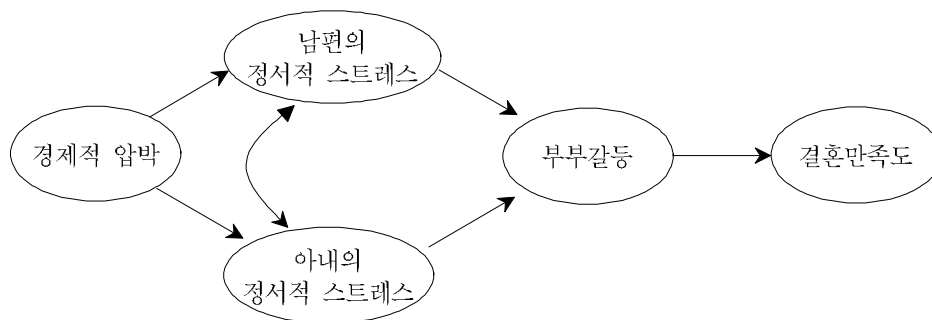 남편의
정서적 스트레스
경제적 압박
부부갈등
결혼만족도
아내의
정서적 스트레스